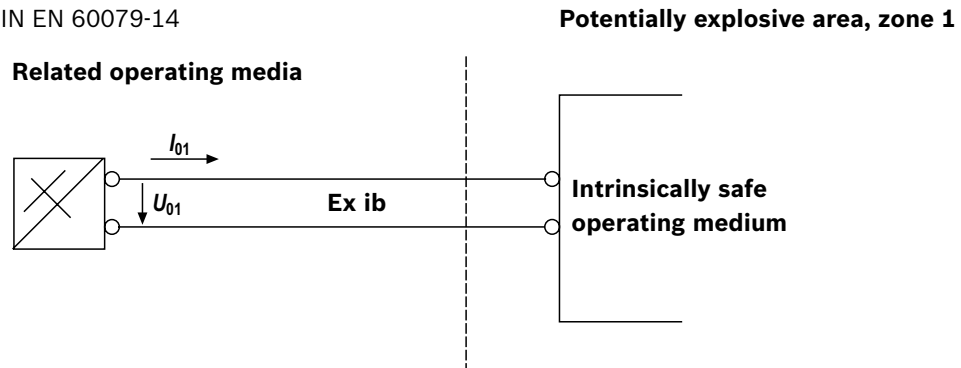 IN EN 60079-14
Potentially explosive area, zone 1
Related operating media
I01
U01
Ex ib
Intrinsically safe
operating medium